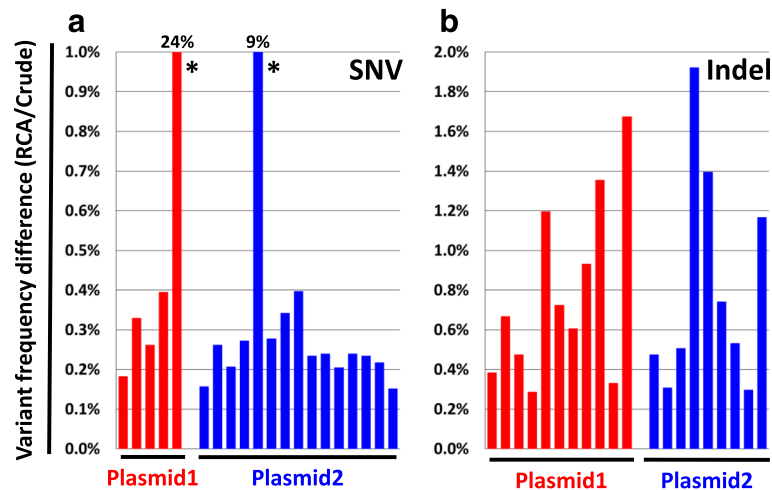 a
b
Variant frequency difference (RCA/Crude)
24%
9%
1.0%
*
*
SNV
0.9%
0.8%
0.7%
0.6%
0.5%
0.4%
0.3%
0.2%
0.1%
0.0%
Plasmid1
Plasmid2
2.0%
Indel
1.8%
1.6%
1.4%
1.2%
1.0%
0.8%
0.6%
0.4%
0.2%
0.0%
Plasmid1
Plasmid2